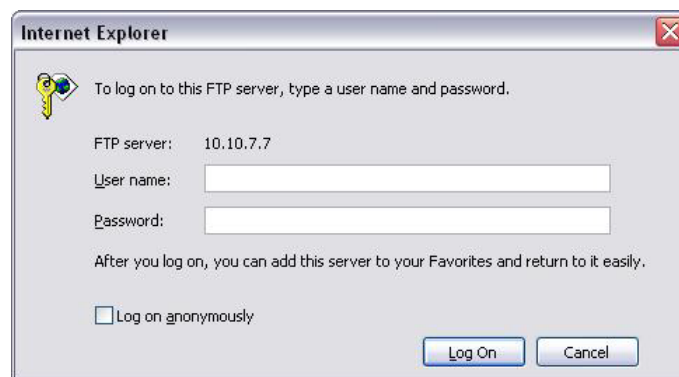 Internet Explorer
To log on to this FTP server, type a user name and password.
FTP server: 10.10.7.7
User name:
Password:
After you log on, you can add this server to your Favorites and return to it easily.
Log on anonymously
Log On Cancel